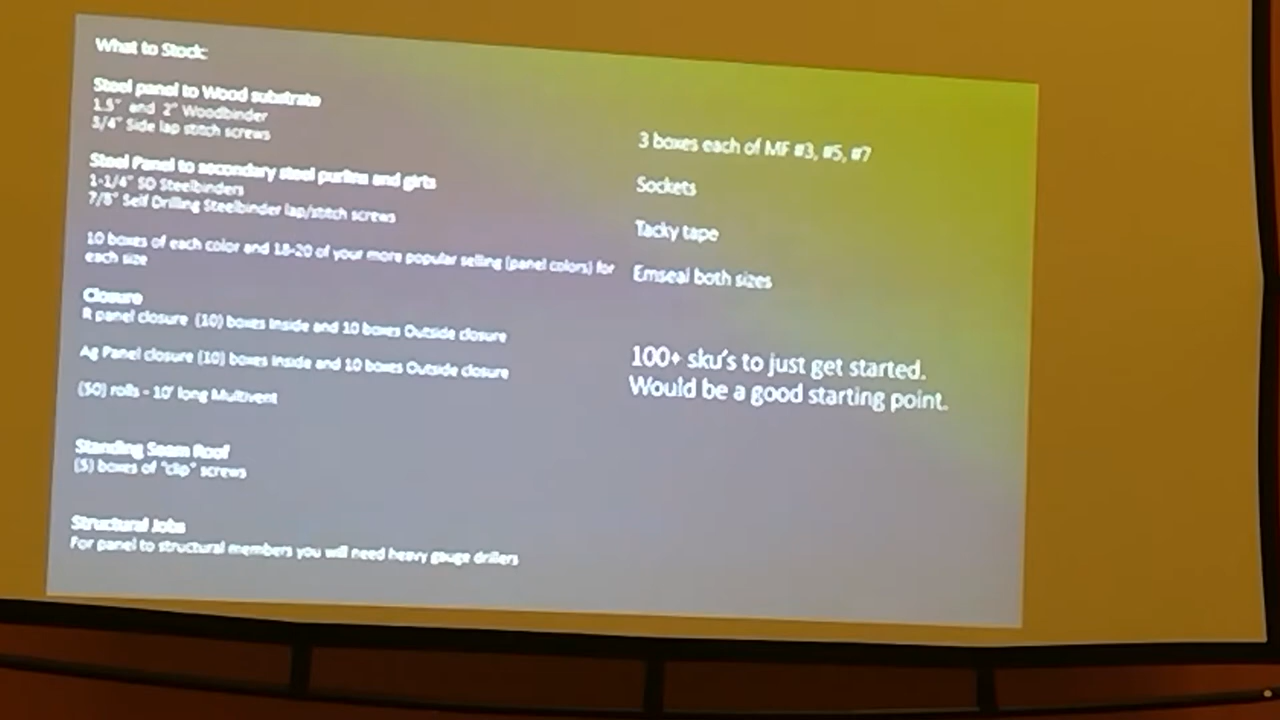 What to Stock:
Steel panel to Wood substrate
1.5" and 2" Woodbinder
3/4" Side lap stitch screws
Steel Panel to secondary steel purlins and girts
1-1/4" SD Steelbinders
7/8" Self Drilling Steelbinder lap/stitch screws
10 boxes of each color and 18-20 of your more popular selling (panel colors) for
each size
Closure
R panel closure (10) boxes Inside and 10 boxes Outside closure
Ag Panel closure (10) boxes Inside and 10 boxes Outside closure
(50) rolls - 10' long Multivent
Standing Seam Roof
(5) boxes of "clip" screws
Structural Jobs
For panel to structural members you will need heavy gauge drillers
3 boxes each of MF #3, #5, #7
Sockets
Tacky tape
Emseal both sizes
100+ sku's to just get started.
Would be a good starting point.